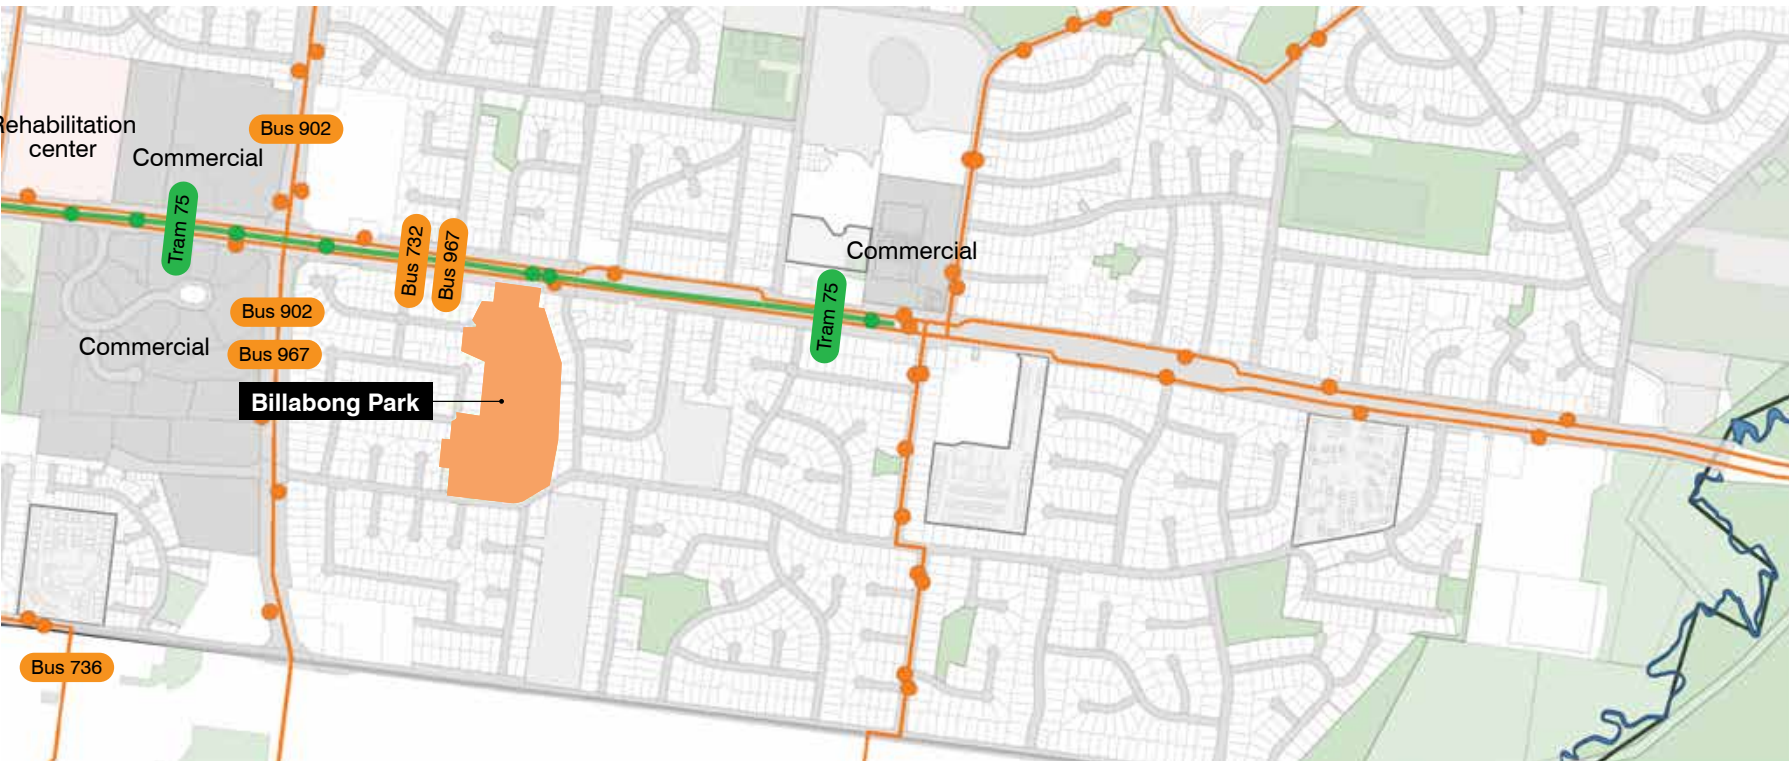 Bus 902
Rehabilitation
center
Commercial
Tram 75
Bus 732
Bus 967
Commercial
Tram 75
Bus 902
Commercial
Bus 967
Billabong Park
Bus 736